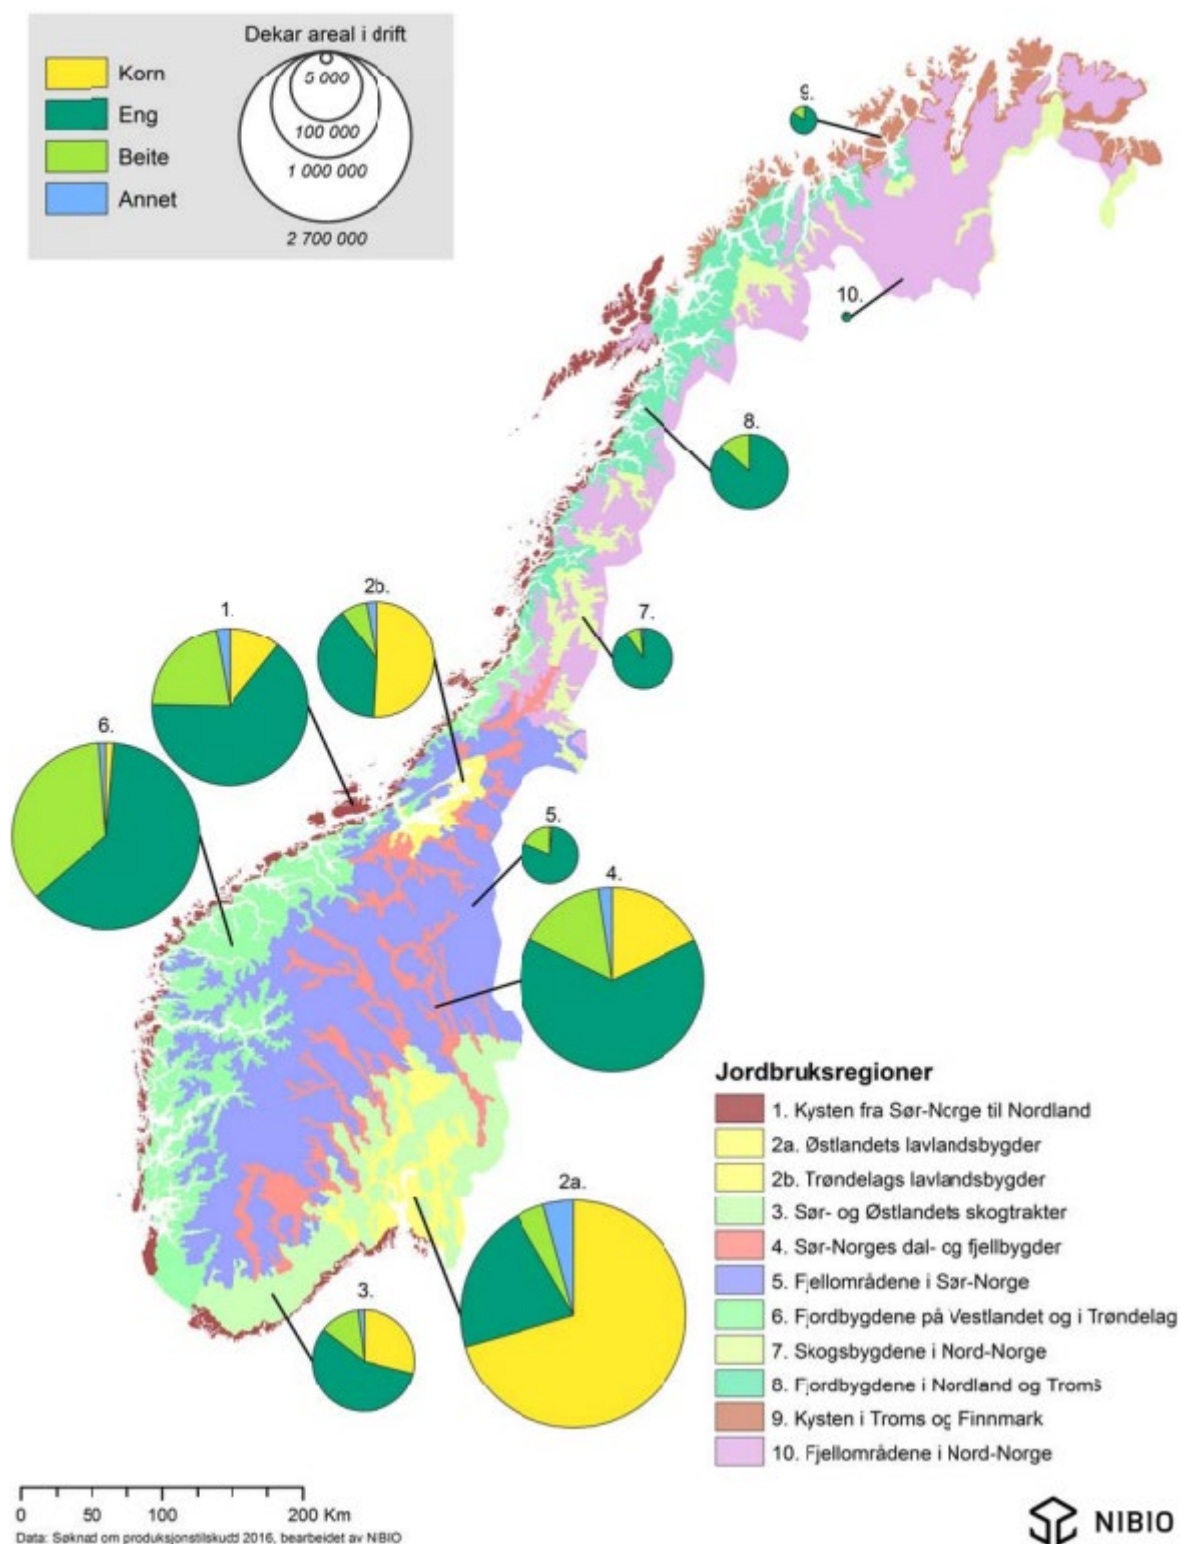 Dekar areal i drift
Korn
Eng
Beite
Annet
5 000
100 000
1 000 000
2 700 000
9.
10.
8.
7.
2b.
1.
6.
5.
4.
2a.
3.
Jordbruksregioner
1. Kysten fra Sør-Norge til Nordland
2a. Østlandets lavlandsbygder
2b. Trøndelags lavlandsbygder
3. Sør- og Østlandets skogtrakter
4. Sør-Norges dal- og fjellbygder
5. Fjellområdene i Sør-Norge
6. Fjordbygdene på Vestlandet og i Trøndelag
7. Skogsbygdene i Nord-Norge
8. Fjordbygdene i Nordland og Troms
9. Kysten i Troms og Finnmark
10. Fjellområdene i Nord-Norge
0 50 100 200 Km
Data: Søknad om produksjonstilskudd 2016, bearbeidet av NIBIO
NIBIO